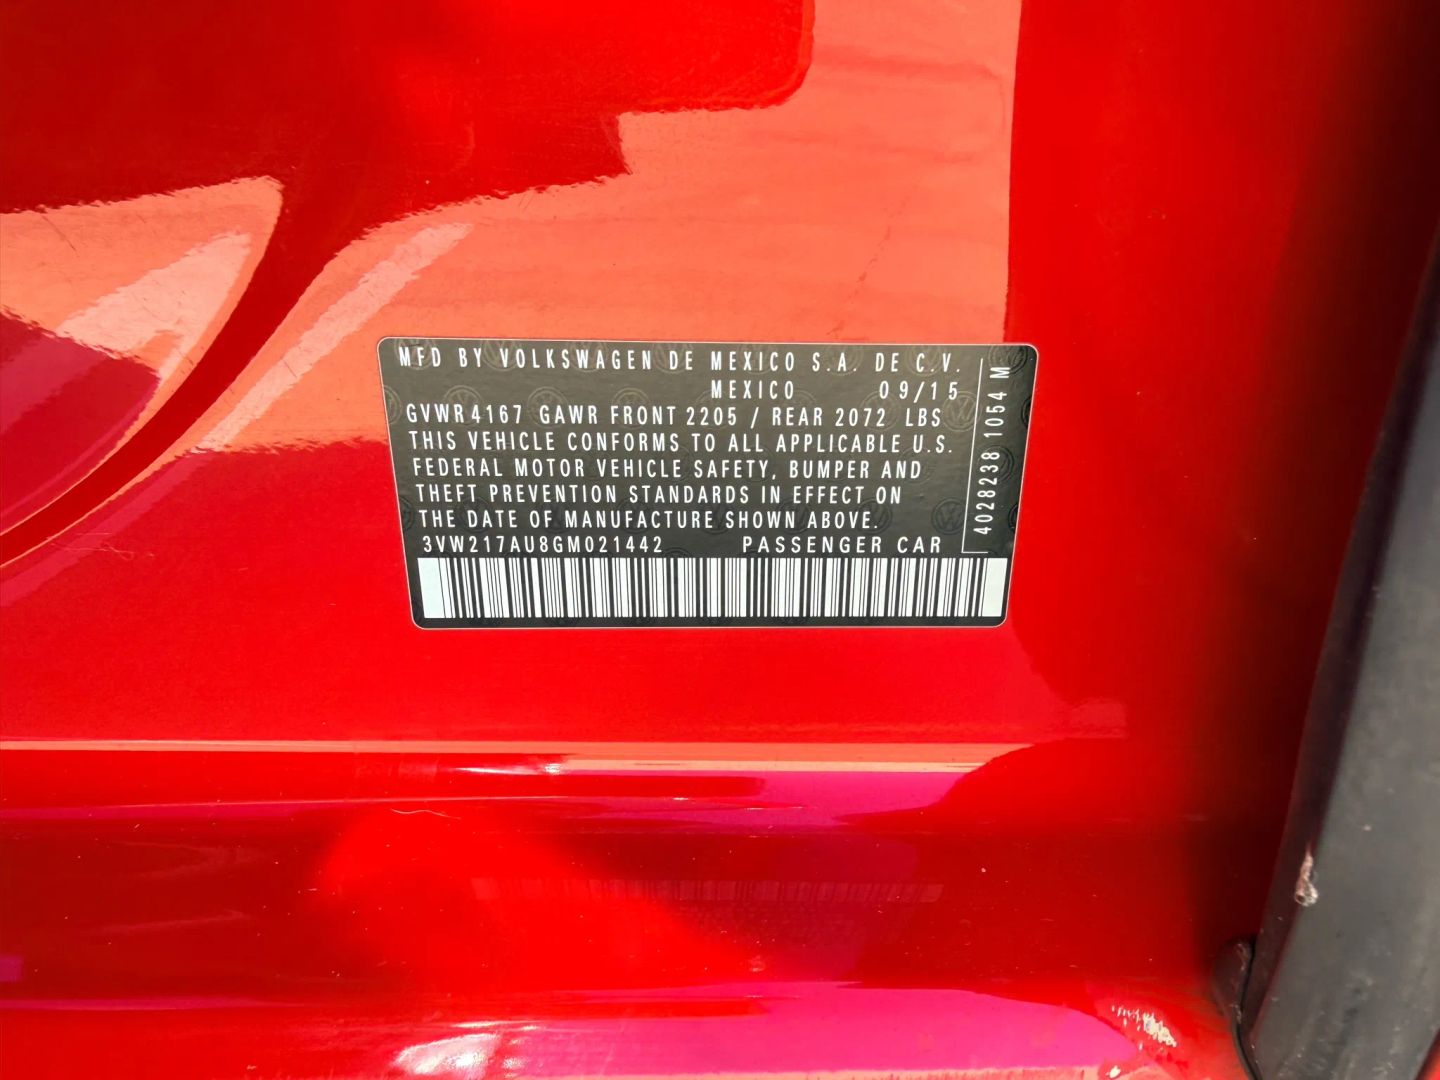 MFD BY VOLKSWAGEN DE MEXICO S.A. DE C.V.
MEXICO 09/15
GVWR 4167 GAWR FRONT 2205 / REAR 2072 LBS
THIS VEHICLE CONFORMS TO ALL APPLICABLE U.S.
FEDERAL MOTOR VEHICLE SAFETY, BUMPER AND
THEFT PREVENTION STANDARDS IN EFFECT ON
THE DATE OF MANUFACTURE SHOWN ABOVE.
3VW217AU8GM021442 PASSENGER CAR
4028238 1054 M